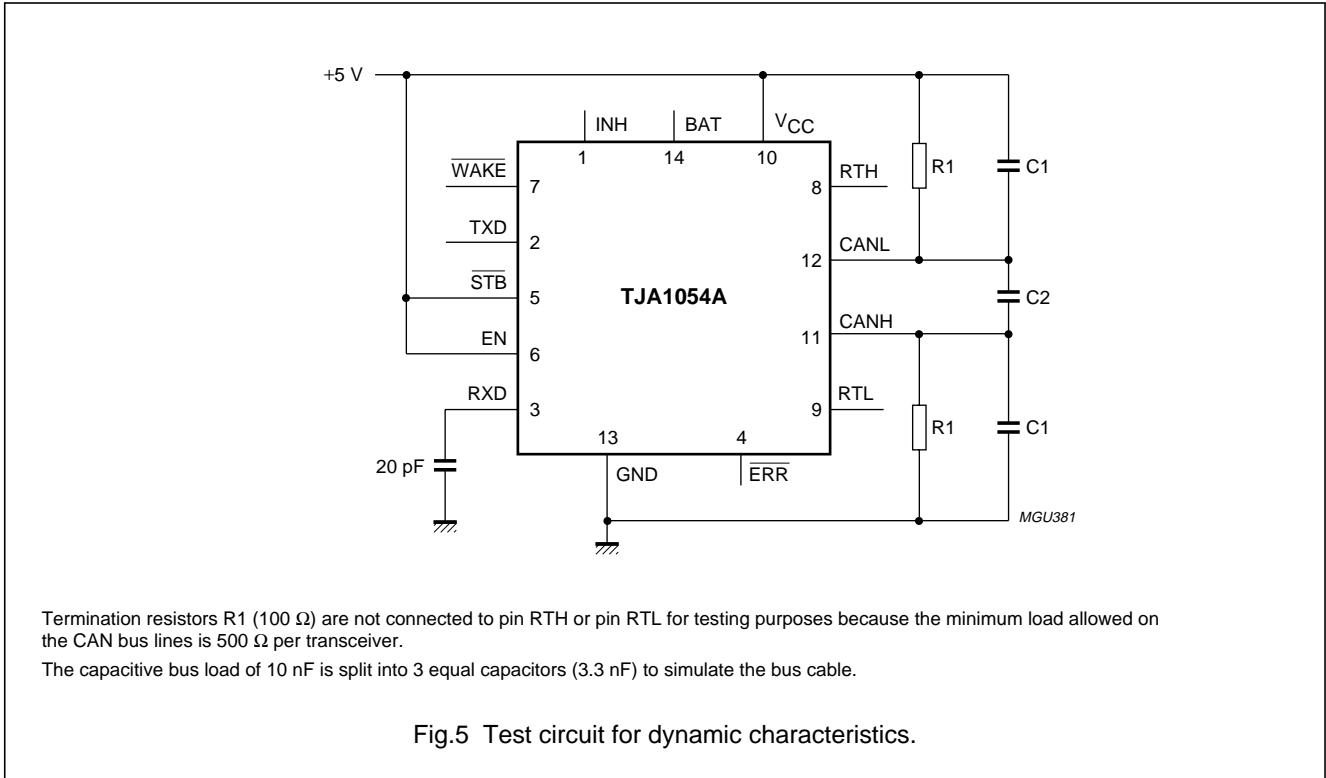 +5 V
INH
BAT
VCC
1
14
10
WAKE
7
8
RTH
R1
C1
TXD
2
12
CANL
STB
5
TJA1054A
C2
EN
6
11
CANH
RXD
3
9
RTL
R1
C1
13
4
20 pF
GND
ERR
MGU381
Termination resistors R1 (100 Ω) are not connected to pin RTH or pin RTL for testing purposes because the minimum load allowed on
the CAN bus lines is 500 Ω per transceiver.
The capacitive bus load of 10 nF is split into 3 equal capacitors (3.3 nF) to simulate the bus cable.
Fig.5 Test circuit for dynamic characteristics.